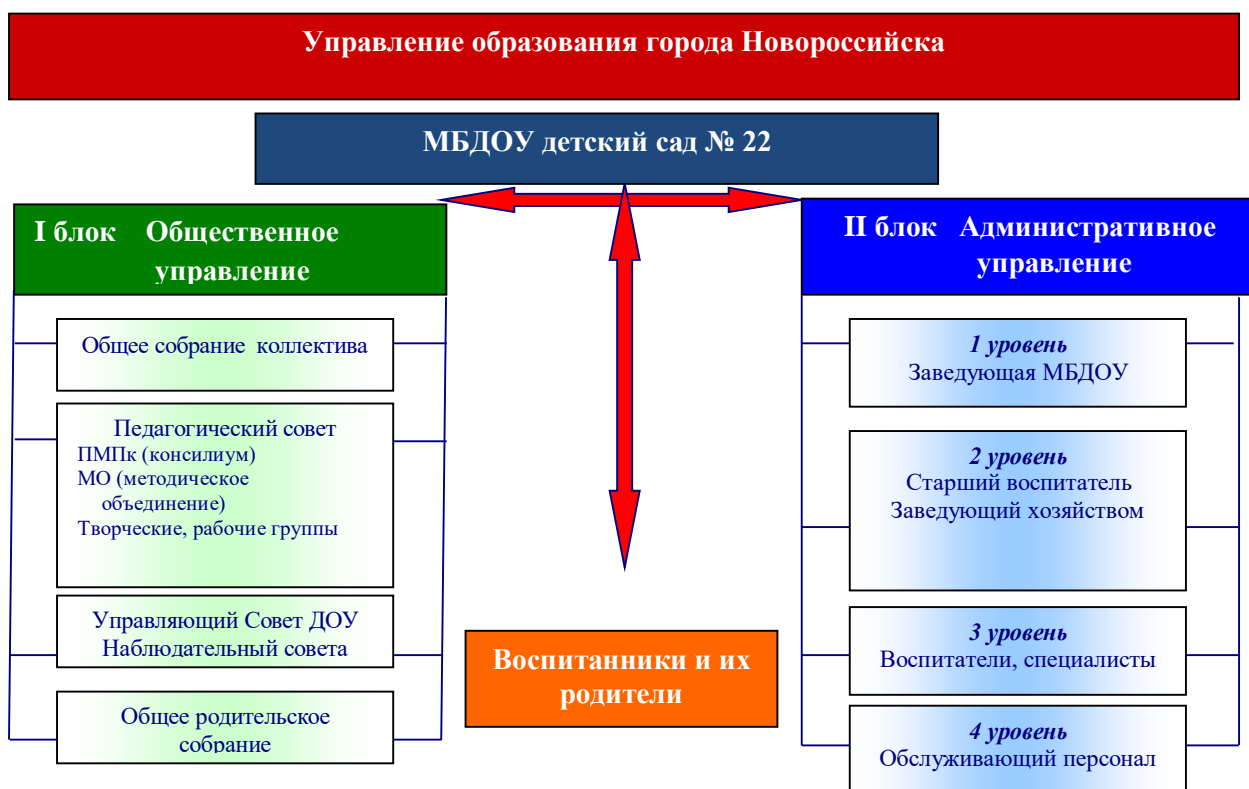 Управление образования города Новороссийска
МБДОУ детский сад № 22
I блок Общественное
управление
Общее собрание коллектива
Педагогический совет
ПМПк (консилиум)
МО (методическое
объединение)
Творческие, рабочие группы
Управляющий Совет ДОУ
Наблюдательный совета
Общее родительское
собрание
Воспитанники и их
родители
II блок Административное
управление
1 уровень
Заведующая МБДОУ
2 уровень
Старший воспитатель
Заведующий хозяйством
3 уровень
Воспитатели, специалисты
4 уровень
Обслуживающий персонал